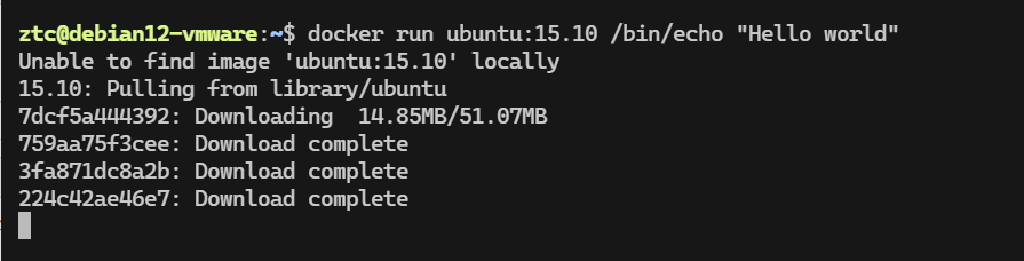 ztc@debian12-vmware:~$ docker run ubuntu:15.10 /bin/echo "Hello world"
Unable to find image 'ubuntu:15.10' locally
15.10: Pulling from library/ubuntu
7dcf5a444392: Downloading  14.85MB/51.07MB
759aa75f3cee: Download complete
3fa871dc8a2b: Download complete
224c42ae46e7: Download complete